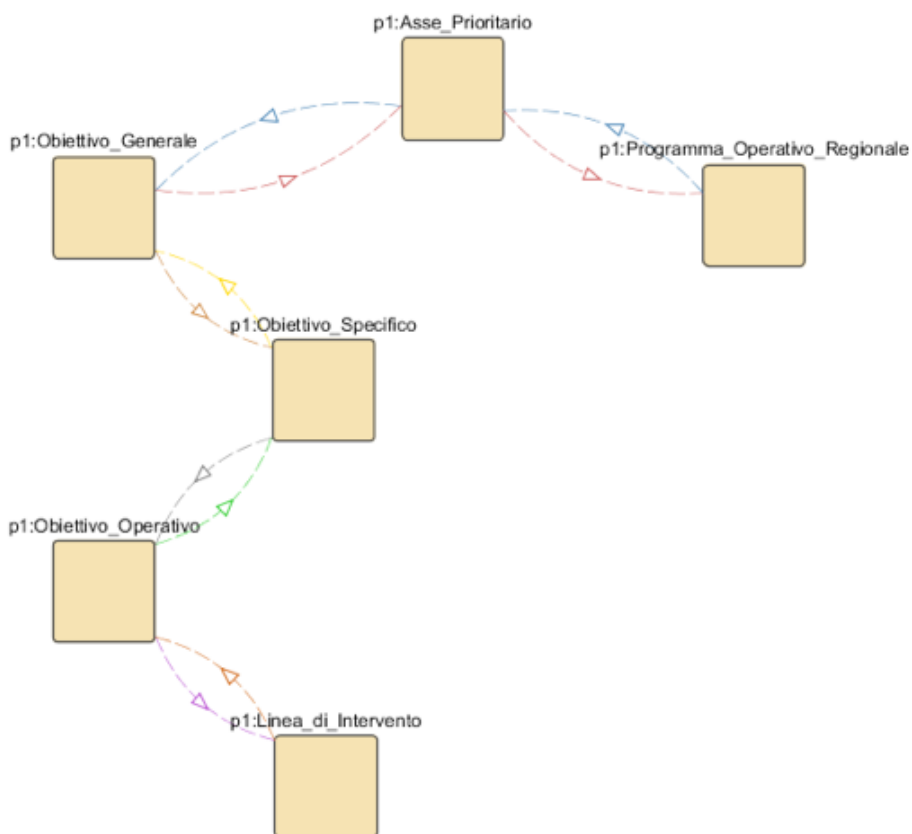 p1:Asse_Prioritario
p1:Obiettivo_Generale
p1:Programma_Operativo_Regionale
p1:Obiettivo_Specifico
p1:Obiettivo_Operativo
p1:Linea_di_Intervento